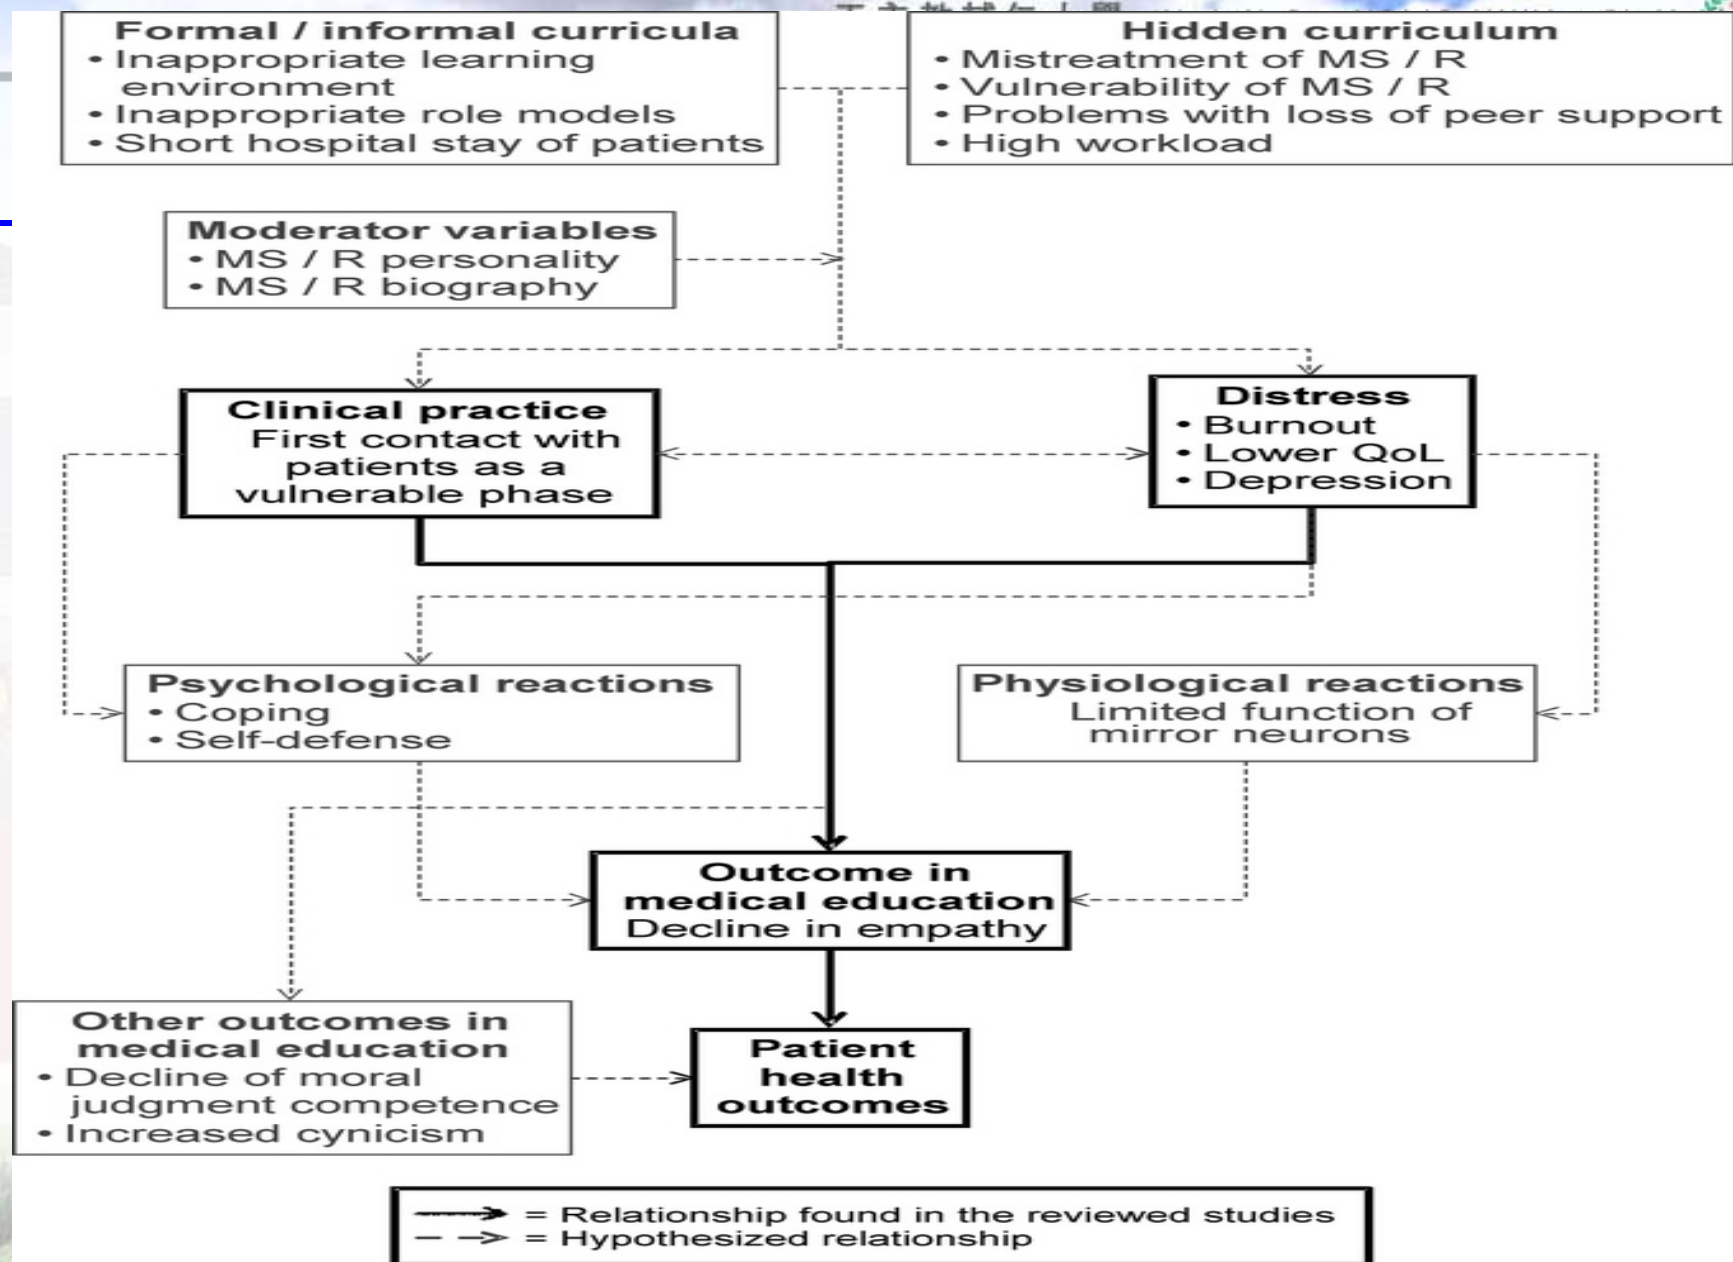 Formal / informal curricula
• Inappropriate learning
environment
• Inappropriate role models
• Short hospital stay of patients
Hidden curriculum
• Mistreatment of MS / R
• Vulnerability of MS / R
• Problems with loss of peer support
• High workload
Moderator variables
• MS / R personality
• MS / R biography
Clinical practice
First contact with
patients as a
vulnerable phase
Distress
• Burnout
• Lower QoL
• Depression
Psychological reactions
• Coping
• Self-defense
Physiological reactions
Limited function of
mirror neurons
Outcome in
medical education
Decline in empathy
Other outcomes in
medical education
• Decline of moral
judgment competence
• Increased cynicism
Patient
health
outcomes
= Relationship found in the reviewed studies
= Hypothesized relationship